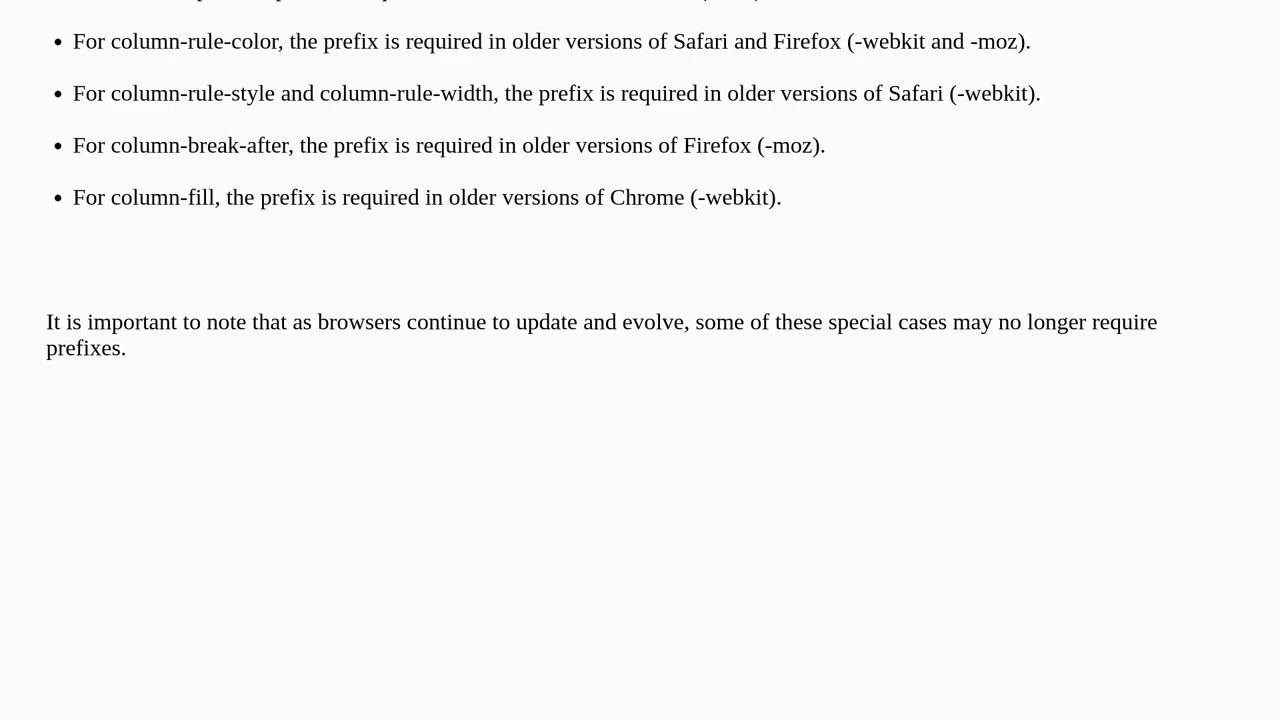 • For column-rule-color, the prefix is required in older versions of Safari and Firefox (-webkit and -moz).
• For column-rule-style and column-rule-width, the prefix is required in older versions of Safari (-webkit).
• For column-break-after, the prefix is required in older versions of Firefox (-moz).
• For column-fill, the prefix is required in older versions of Chrome (-webkit).
It is important to note that as browsers continue to update and evolve, some of these special cases may no longer require
prefixes.